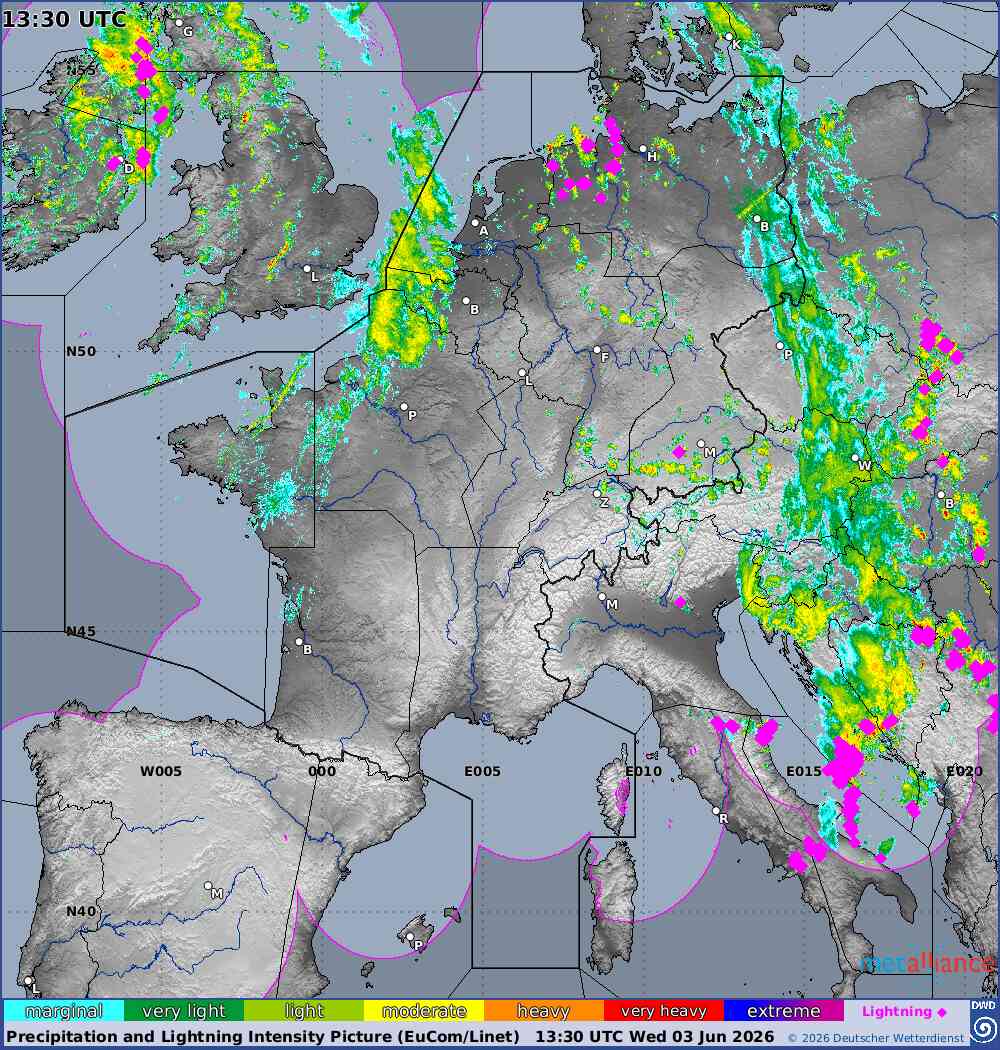 13:30 UTC
G
K
N55
D
H
A
B
L
B
N50
P
F
L
P
M
W
Z
B
M
N45
B
W005
000
E005
E010
E015
E020
R
M
N40
P
L
metalliance
marginal
very light
light
moderate
heavy
very heavy
extreme
Lightning
DWD
Precipitation and Lightning Intensity Picture (EuCom/Linet) 13:30 UTC Wed 03 Jun 2026 © 2026 Deutscher Wetterdienst